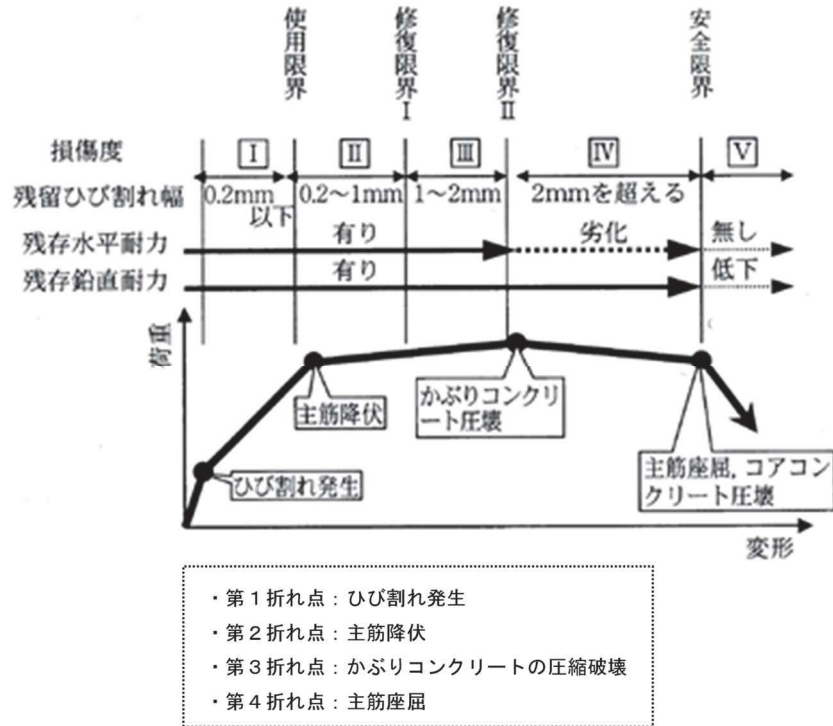 使用限界
修復限界Ⅰ
修復限界Ⅱ
安全限界
損傷度
Ⅰ
Ⅱ
Ⅲ
Ⅳ
Ⅴ
残留ひび割れ幅
0.2mm
以下
0.2～1mm
1～2mm
2mmを超える
残存水平耐力
有り
劣化
無し
残存鉛直耐力
有り
低下
荷重
主筋降伏
かぶりコンクリ
ート圧壊
ひび割れ発生
主筋座屈，コアコン
クリート圧壊
変形
・第１折れ点：ひび割れ発生
・第２折れ点：主筋降伏
・第３折れ点：かぶりコンクリートの圧縮破壊
・第４折れ点：主筋座屈